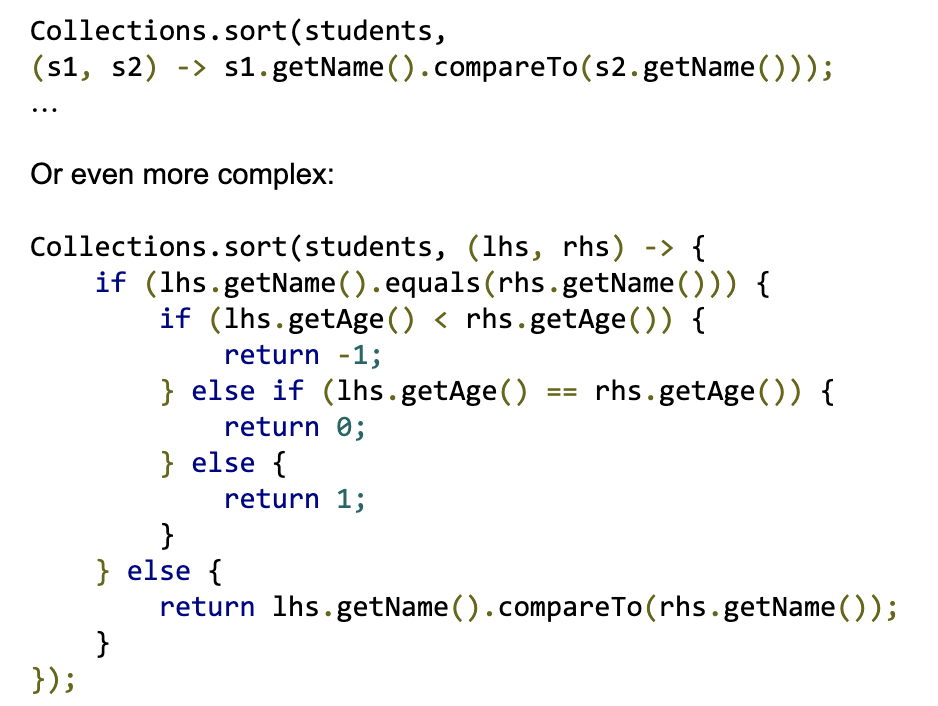 Collections.sort(students,
(s1, s2) -> s1.getName().compareTo(s2.getName()));
…
Or even more complex:
Collections.sort(students, (lhs, rhs) -> {
    if (lhs.getName().equals(rhs.getName())) {
        if (lhs.getAge() < rhs.getAge()) {
            return -1;
        } else if (lhs.getAge() == rhs.getAge()) {
            return 0;
        } else {
            return 1;
        }
    } else {
        return lhs.getName().compareTo(rhs.getName());
    }
});